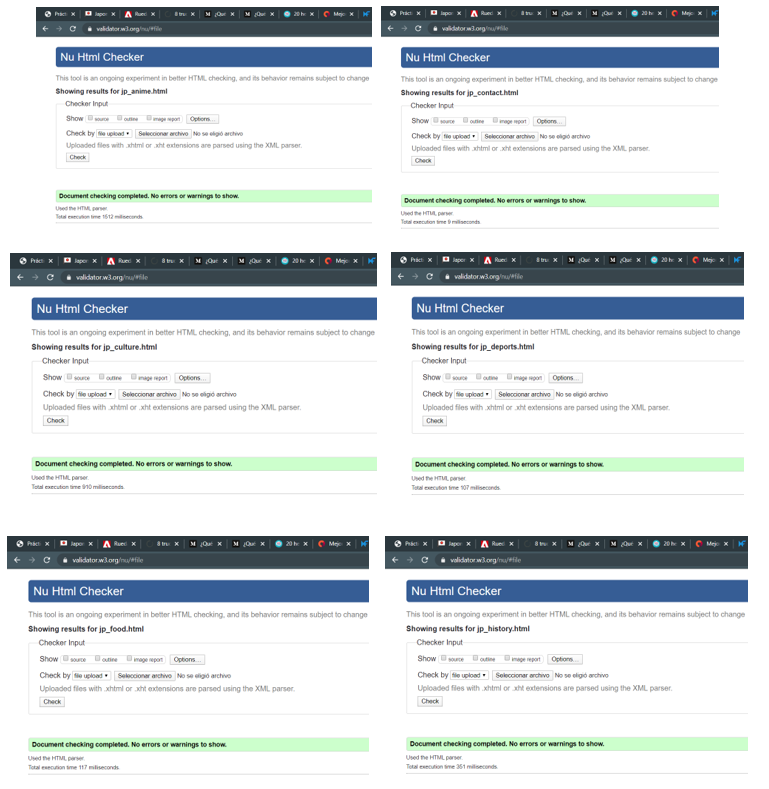 Prácti Japon Rueda 8 truc M ¿Qué M ¿Qué 20 he Mejo
validator.w3.org/nu/#file
Nu Html Checker
This tool is an ongoing experiment in better HTML checking, and its behavior remains subject to change
Showing results for jp_anime.html
Checker Input
Show source outline image report Options...
Check by file upload Seleccionar archivo No se eligió archivo
Uploaded files with .xhtml or .xht extensions are parsed using the XML parser.
Check
Document checking completed. No errors or warnings to show.
Used the HTML parser.
Total execution time 1512 milliseconds.
Prácti Japon Rueda 8 truc M ¿Qué M ¿Qué 20 he Mejo
validator.w3.org/nu/#file
Nu Html Checker
This tool is an ongoing experiment in better HTML checking, and its behavior remains subject to change
Showing results for jp_contact.html
Checker Input
Show source outline image report Options...
Check by file upload Seleccionar archivo No se eligió archivo
Uploaded files with .xhtml or .xht extensions are parsed using the XML parser.
Check
Document checking completed. No errors or warnings to show.
Used the HTML parser.
Total execution time 9 milliseconds.
Prácti Japon Rueda 8 truc M ¿Qué M ¿Qué 20 he Mejo
validator.w3.org/nu/#file
Nu Html Checker
This tool is an ongoing experiment in better HTML checking, and its behavior remains subject to change
Showing results for jp_culture.html
Checker Input
Show source outline image report Options...
Check by file upload Seleccionar archivo No se eligió archivo
Uploaded files with .xhtml or .xht extensions are parsed using the XML parser.
Check
Document checking completed. No errors or warnings to show.
Used the HTML parser.
Total execution time 910 milliseconds.
Prácti Japon Rueda 8 truc M ¿Qué M ¿Qué 20 he Mejo
validator.w3.org/nu/#file
Nu Html Checker
This tool is an ongoing experiment in better HTML checking, and its behavior remains subject to change
Showing results for jp_deports.html
Checker Input
Show source outline image report Options...
Check by file upload Seleccionar archivo No se eligió archivo
Uploaded files with .xhtml or .xht extensions are parsed using the XML parser.
Check
Document checking completed. No errors or warnings to show.
Used the HTML parser.
Total execution time 107 milliseconds.
Prácti Japon Rueda 8 truc M ¿Qué M ¿Qué 20 he Mejo
validator.w3.org/nu/#file
Nu Html Checker
This tool is an ongoing experiment in better HTML checking, and its behavior remains subject to change
Showing results for jp_food.html
Checker Input
Show source outline image report Options...
Check by file upload Seleccionar archivo No se eligió archivo
Uploaded files with .xhtml or .xht extensions are parsed using the XML parser.
Check
Document checking completed. No errors or warnings to show.
Used the HTML parser.
Total execution time 117 milliseconds.
Prácti Japon Rueda 8 truc M ¿Qué M ¿Qué 20 he Mejo
validator.w3.org/nu/#file
Nu Html Checker
This tool is an ongoing experiment in better HTML checking, and its behavior remains subject to change
Showing results for jp_history.html
Checker Input
Show source outline image report Options...
Check by file upload Seleccionar archivo No se eligió archivo
Uploaded files with .xhtml or .xht extensions are parsed using the XML parser.
Check
Document checking completed. No errors or warnings to show.
Used the HTML parser.
Total execution time 351 milliseconds.